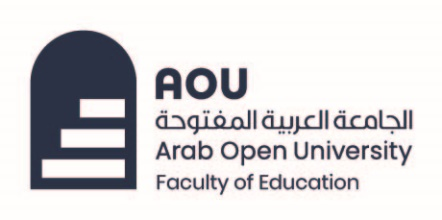 AOU
الجامعة العربية المفتوحة
Arab Open University
Faculty of Education